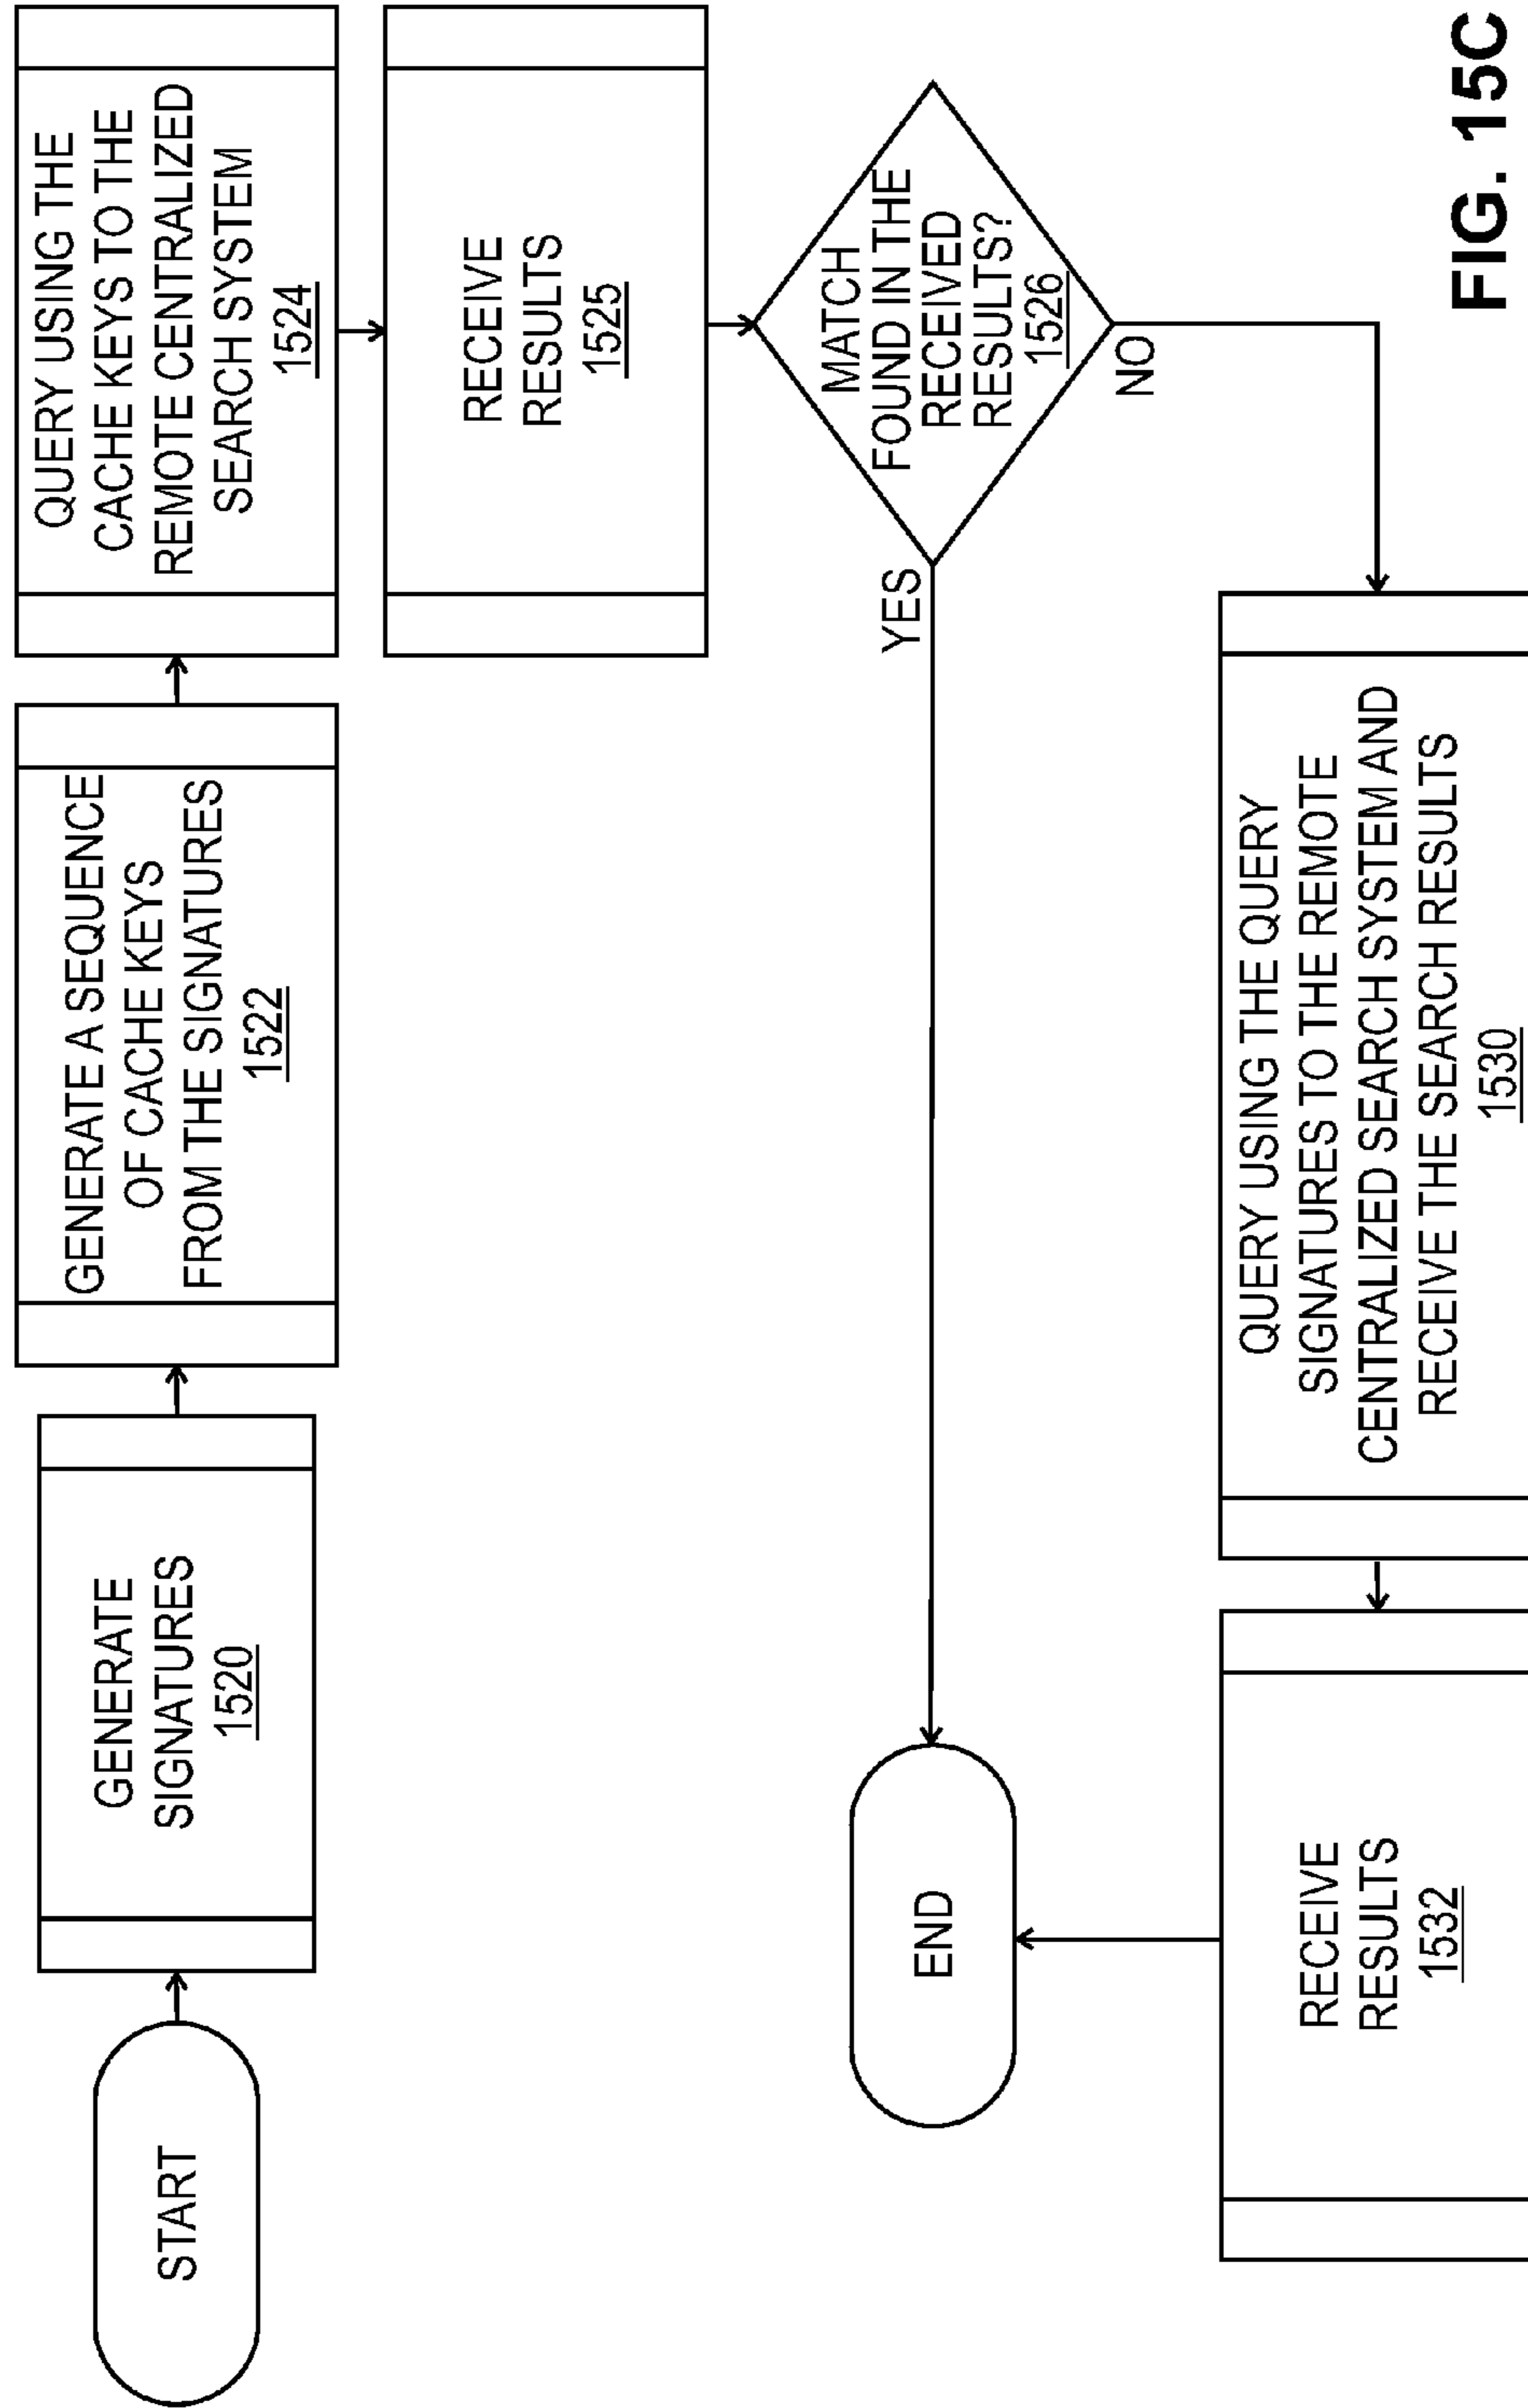 START
GENERATE
SIGNATURES
1520
GENERATE A SEQUENCE
OF CACHE KEYS
FROM THE SIGNATURES
1522
QUERY USING THE
CACHE KEYS TO THE
REMOTE CENTRALIZED
SEARCH SYSTEM
1524
RECEIVE
RESULTS
1525
MATCH
FOUND IN THE
RECEIVED
RESULTS?
1526
YES
NO
END
QUERY USING THE QUERY
SIGNATURES TO THE REMOTE
CENTRALIZED SEARCH SYSTEM AND
RECEIVE THE SEARCH RESULTS
1530
RECEIVE
RESULTS
1532
FIG. 15C